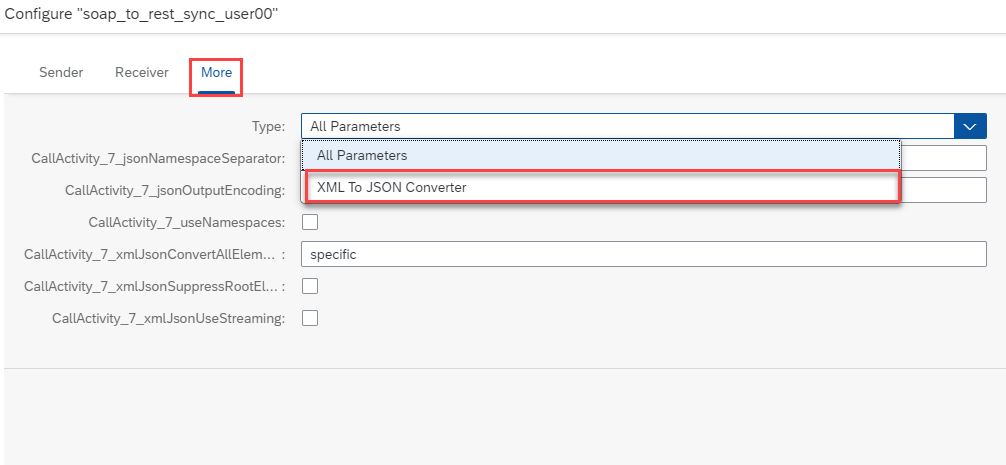 Configure "soap_to_rest_sync_user00"
Sender Receiver More
Type: All Parameters
All Parameters
CallActivity_7_jsonNamespaceSeparator:
XML To JSON Converter
CallActivity_7_jsonOutputEncoding:
CallActivity_7_useNamespaces:
CallActivity_7_xmlJsonConvertAllElem... : specific
CallActivity_7_xmlJsonSuppressRootEl... :
CallActivity_7_xmlJsonUseStreaming: